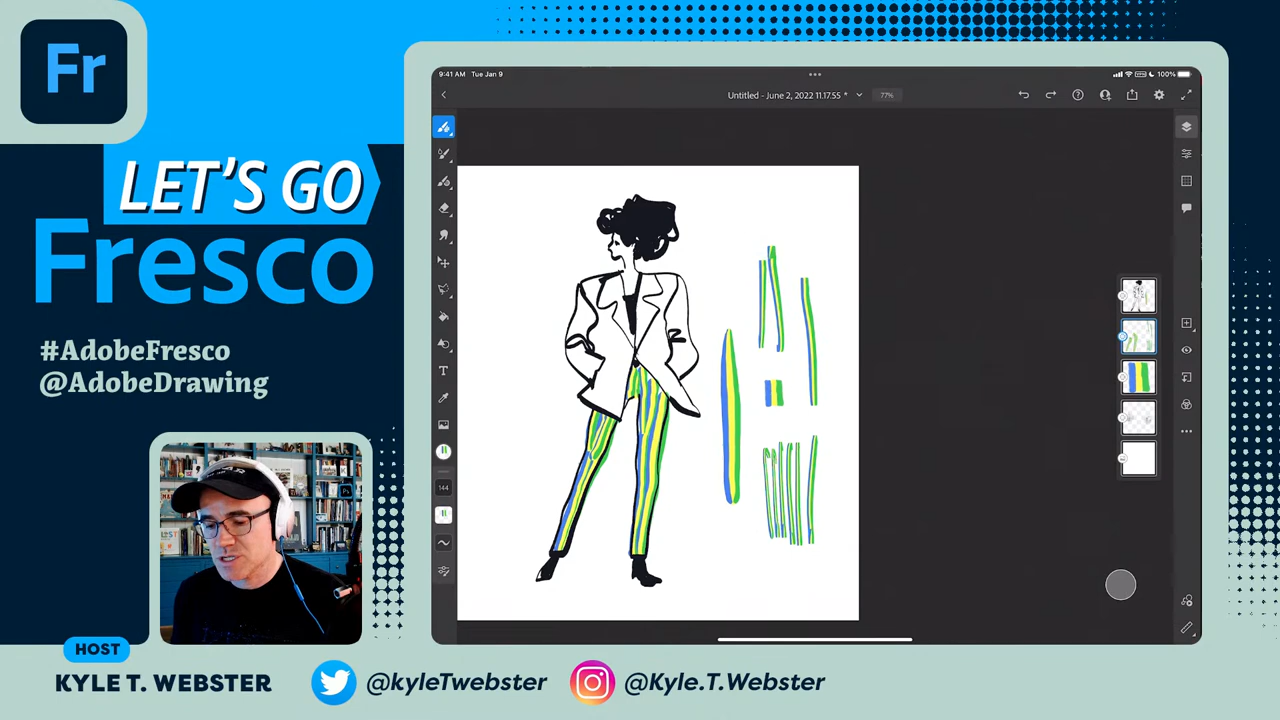 Fr
LET'S GO
Fresco
#AdobeFresco
@AdobeDrawing
9:41 AM Tue Jan 9
100%
Untitled - June 2, 2022 11.17.55 *
77%
T
144
HOST
KYLE T. WEBSTER
@kyleTwebster
@Kyle.T.Webster